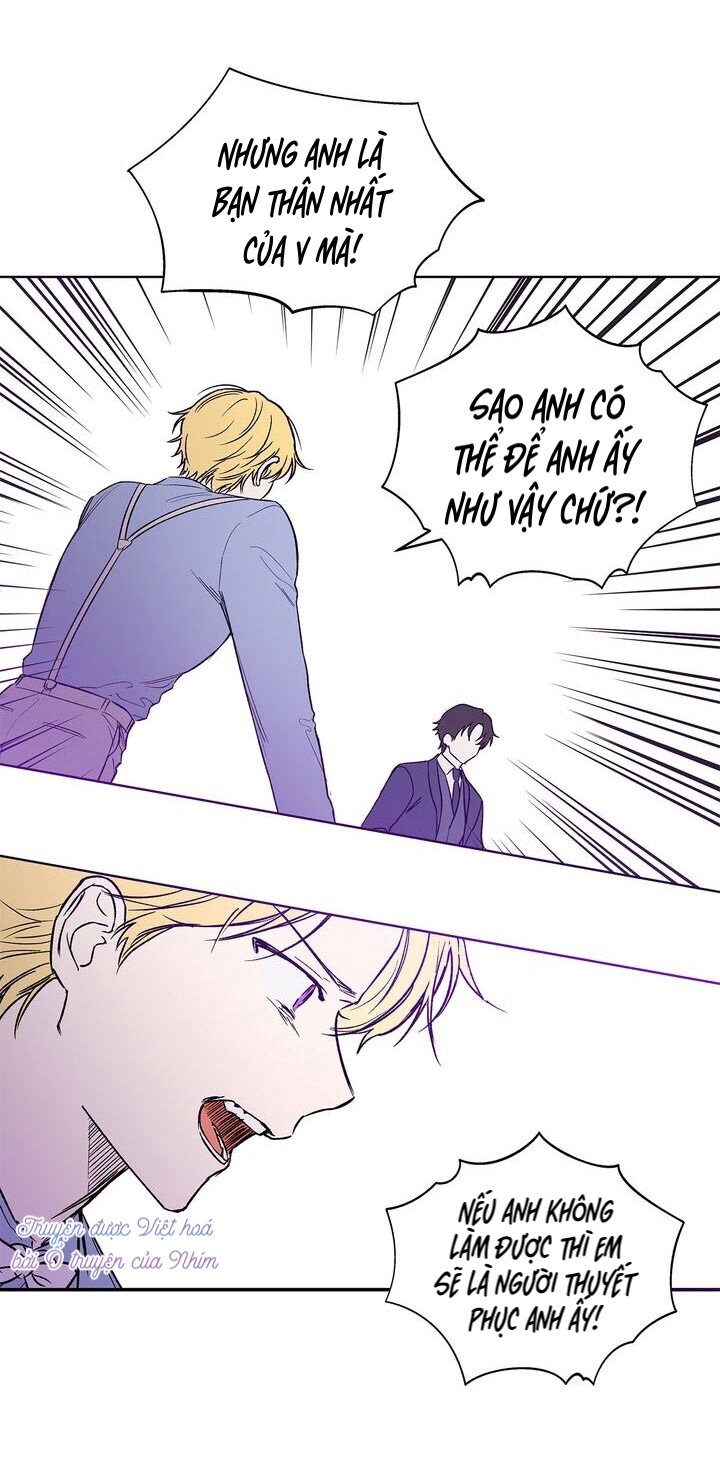 NHƯNG ANH LÀ
BẠN THÂN NHẤT
CỦA V MÀ!
SAO ANH CÓ
THỂ ĐỂ ANH ẤY
NHƯ VẬY CHỨ?!
NẾU ANH KHÔNG
LÀM ĐƯỢC THÌ EM
SẼ LÀ NGƯỜI THUYẾT
PHỤC ANH ẤY!
Truyện được Việt hoá
bởi Ổ truyện của Nhím